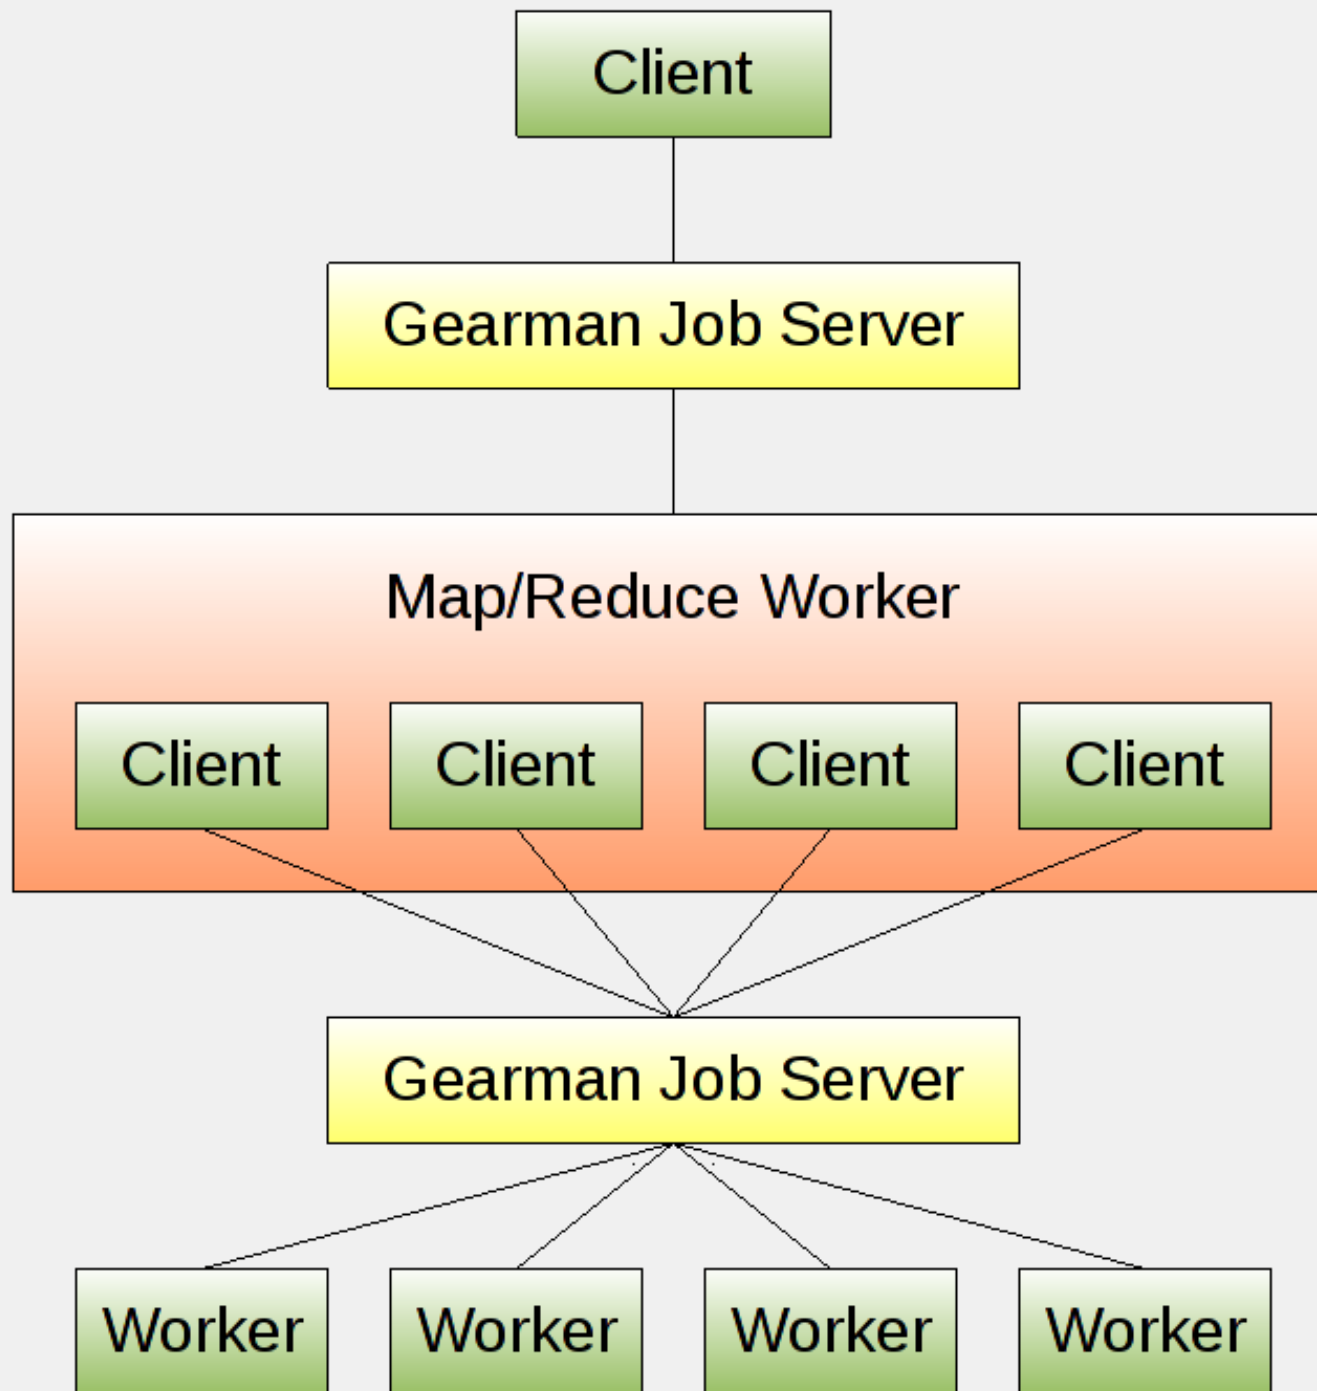 Client
Gearman Job Server
Map/Reduce Worker
Client Client Client Client
Gearman Job Server
Worker Worker Worker Worker